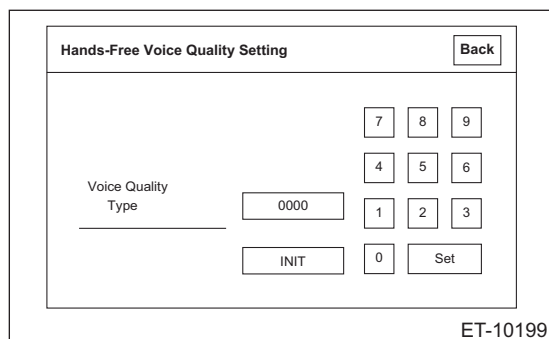 Hands-Free Voice Quality Setting
Back
7 8 9
4 5 6
Voice Quality
Type
0000
1 2 3
INIT
0 Set
ET-10199